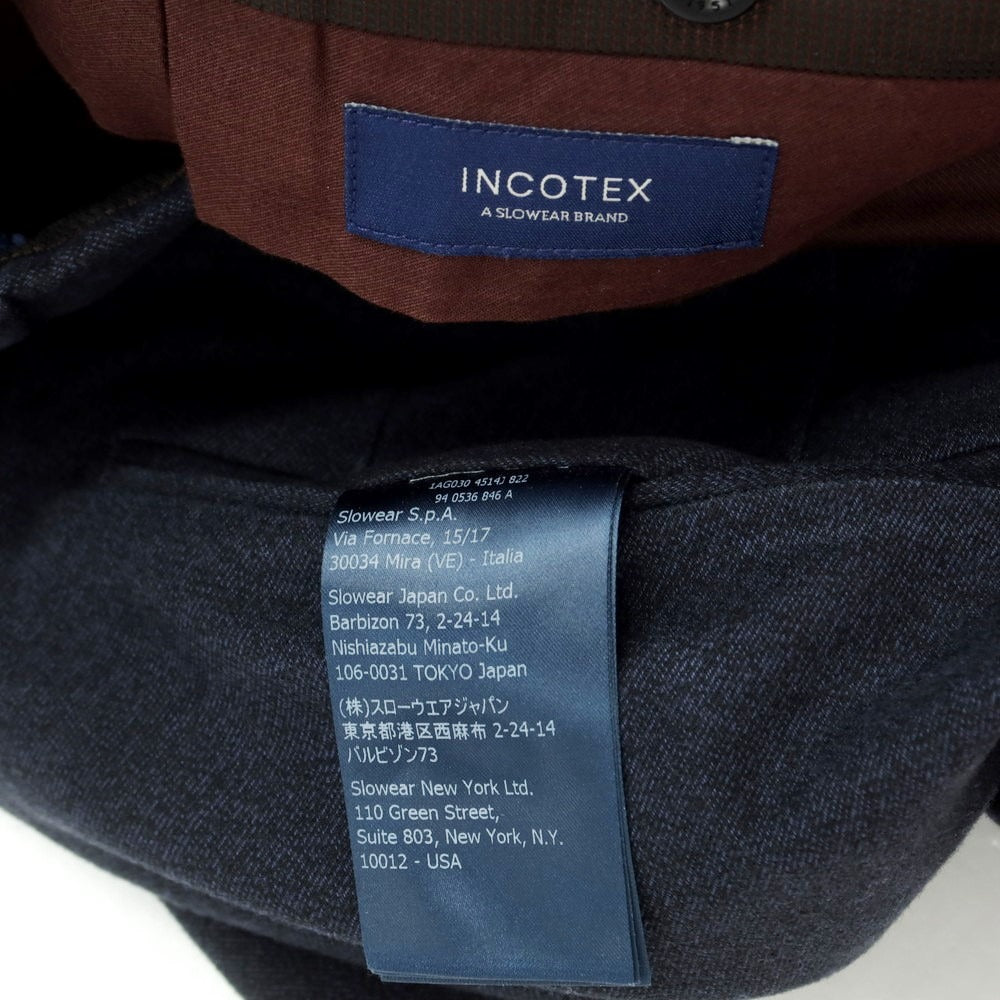 INCOTEX
A SLOWEAR BRAND
1AG030 45143 822
94 0536 846 A
Slowear S.p.A.
Via Fornace, 15/17
30034 Mira (VE) - Italia
Slowear Japan Co. Ltd.
Barbizon 73, 2-24-14
Nishiazabu Minato-Ku
106-0031 TOKYO Japan
(株)スローウエアジャパン
東京都港区西麻布 2-24-14
バルビゾン73
Slowear New York Ltd.
110 Green Street,
Suite 803, New York, N.Y.
10012 - USA